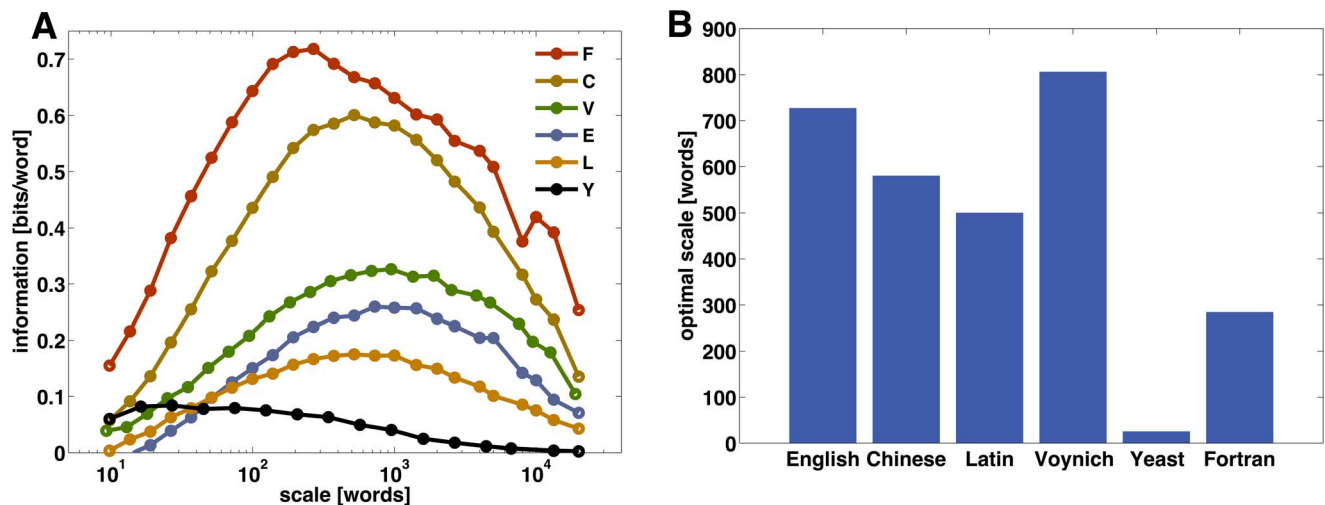 A
information [bits/word]
0.7
0.6
0.5
0.4
0.3
0.2
0.1
0
10^1
10^2
10^3
10^4
scale [words]
F
C
V
E
L
Y
B
optimal scale [words]
900
800
700
600
500
400
300
200
100
0
English Chinese Latin Voynich Yeast Fortran